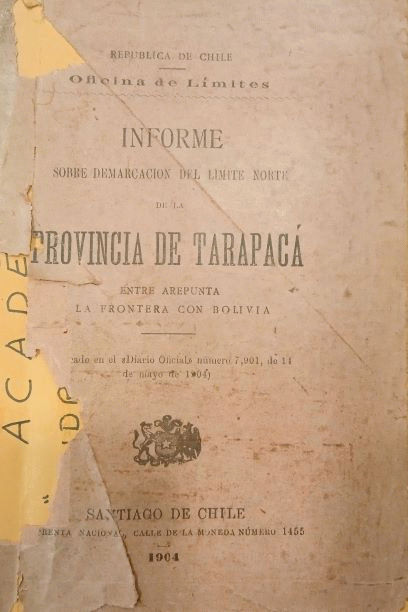 REPUBLICA DE CHILE
Oficina de Límites
INFORME
SOBRE DEMARCACION DEL LIMITE NORTE
DE LA
PROVINCIA DE TARAPACÁ
ENTRE AREPUNTA
LA FRONTERA CON BOLIVIA
cado en el «Diario Oficial» número 7,901, de 14
de mayo de 1904)
SANTIAGO DE CHILE
RENTA NACIONAL, CALLE DE LA MONEDA NÚMERO 1455
1904
ACADE